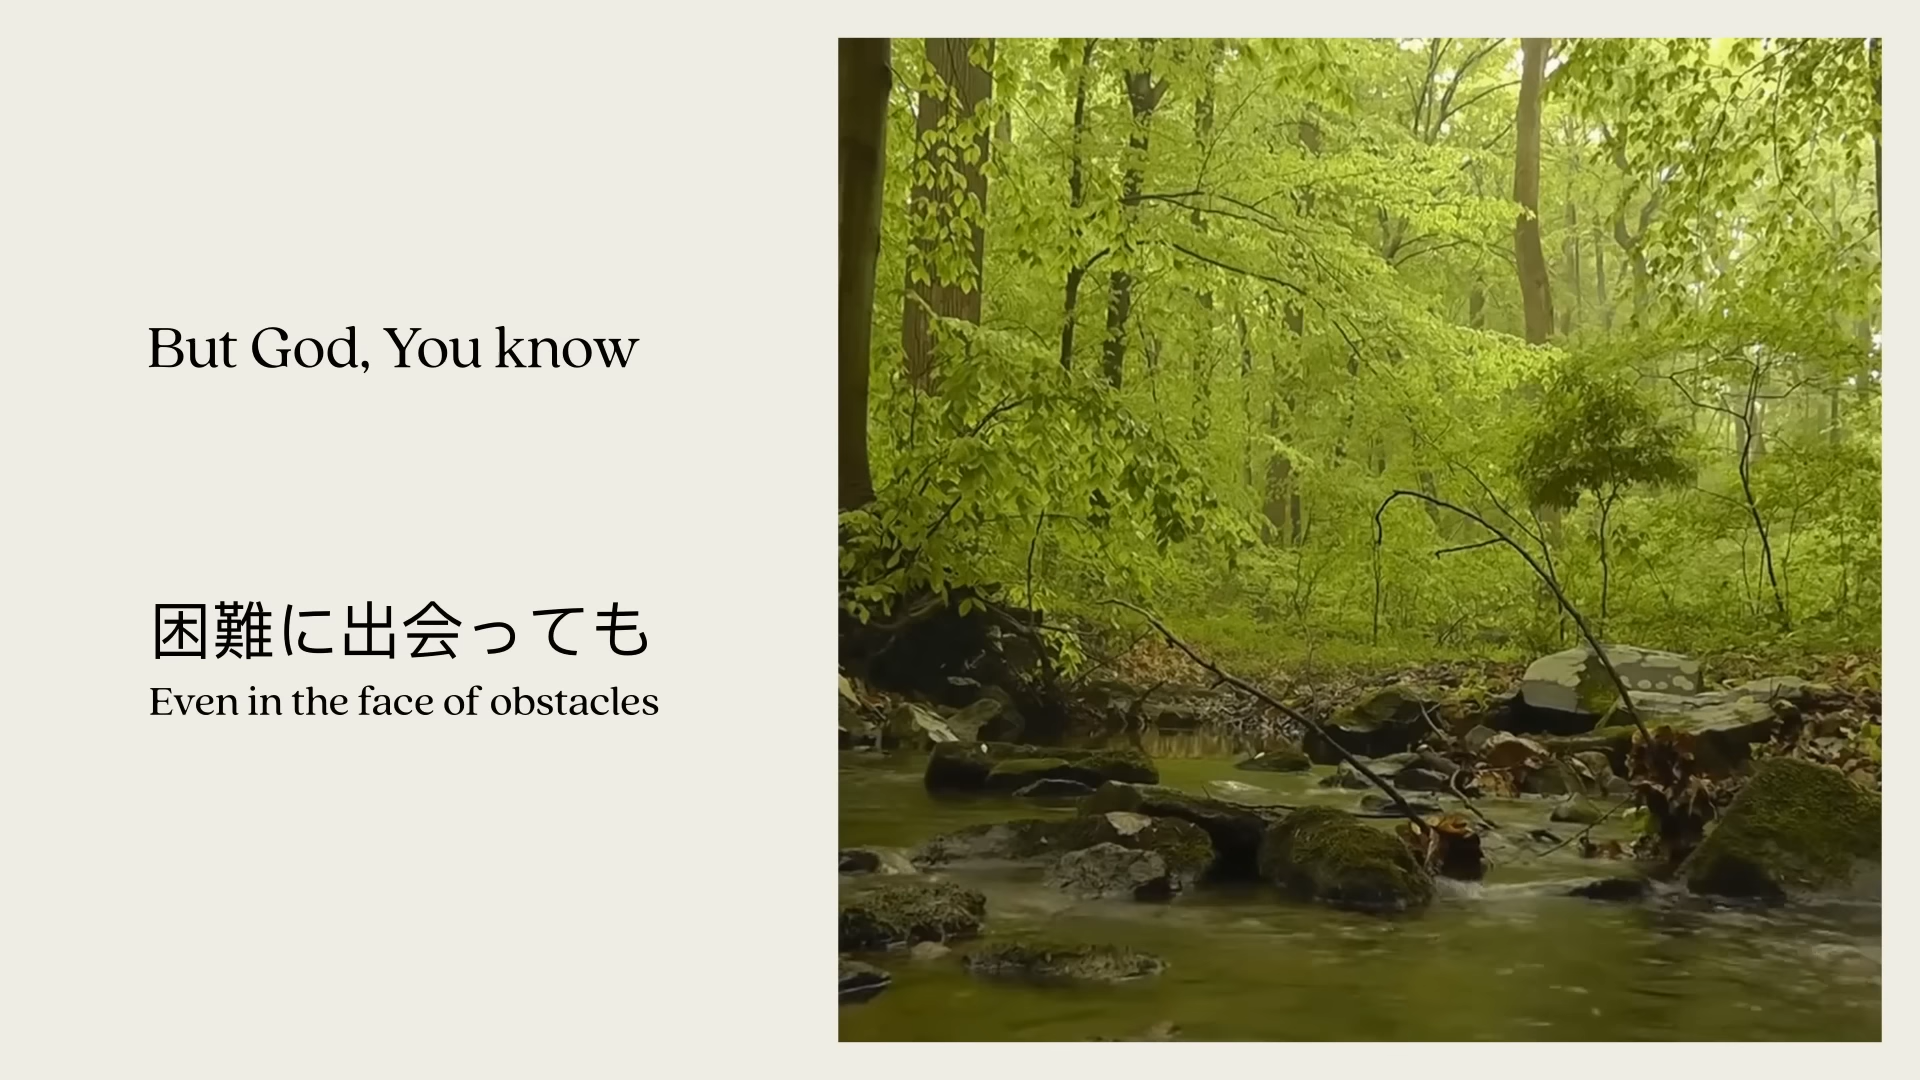 But God, You know
困難に出会っても
Even in the face of obstacles